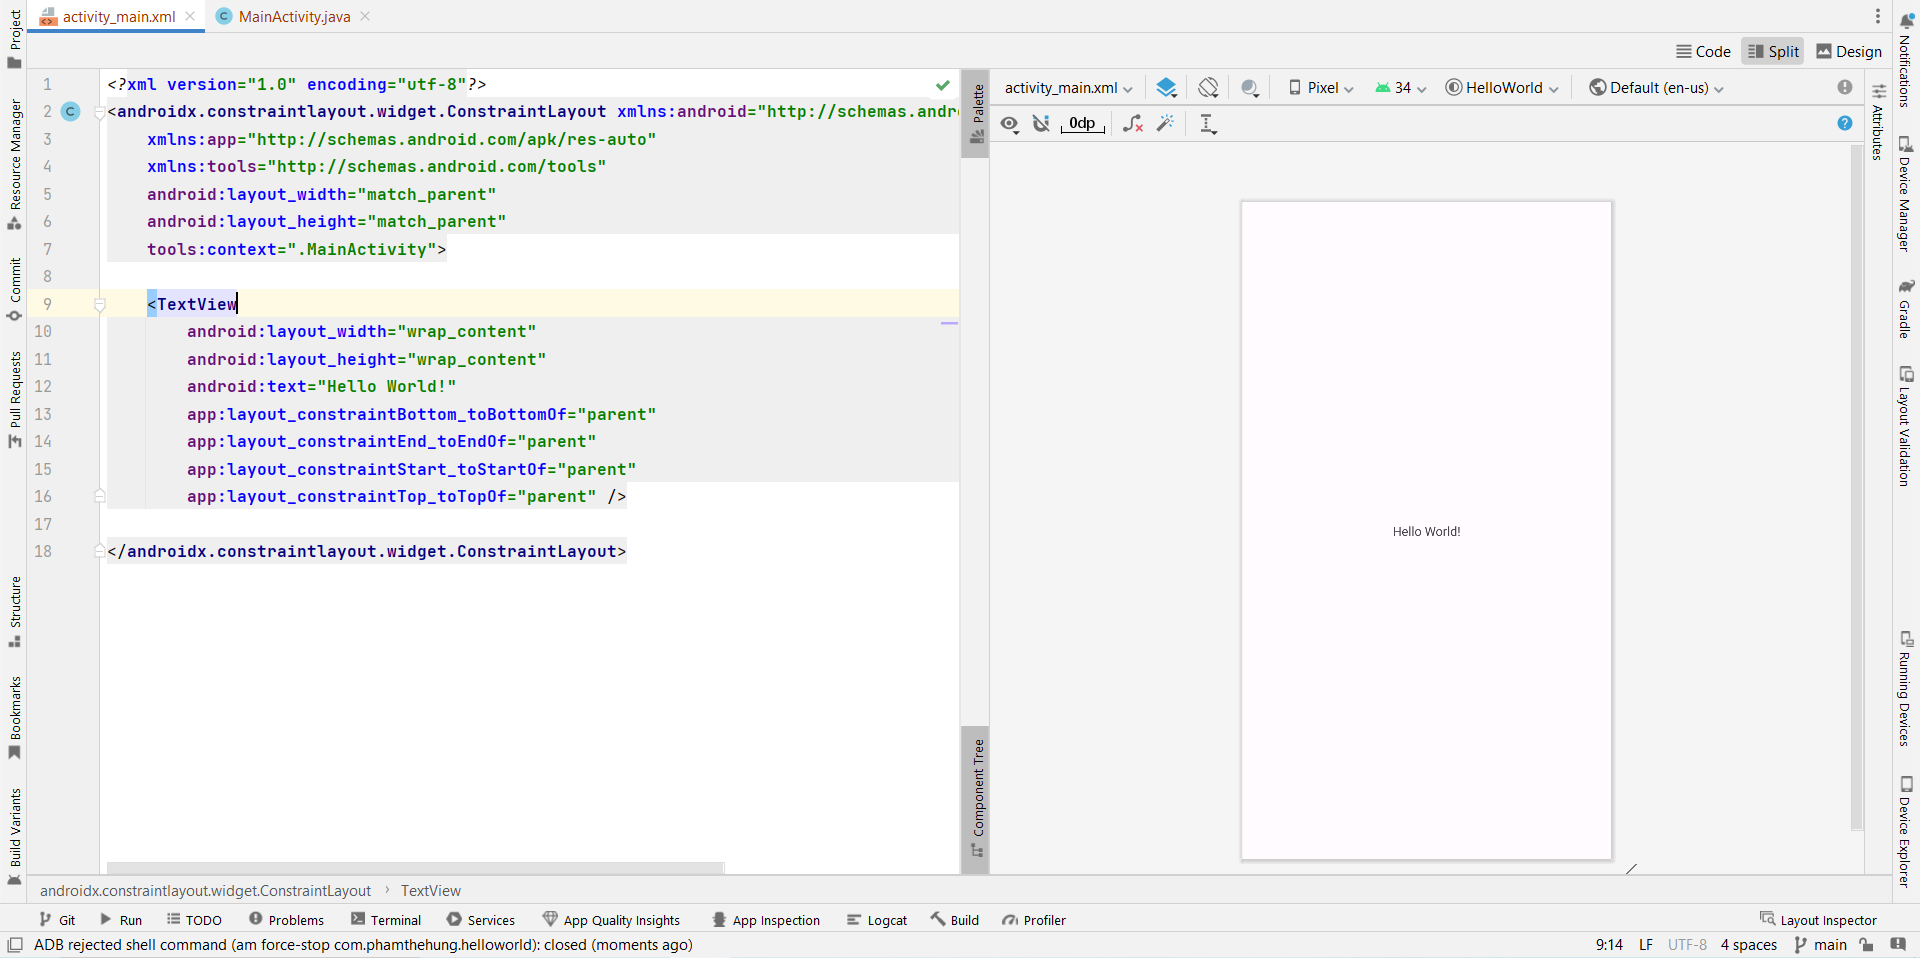 activity_main.xml
MainActivity.java
Code
Split
Design
Project
Resource Manager
Commit
Pull Requests
Structure
Bookmarks
Build Variants
1 <?xml version="1.0" encoding="utf-8"?>
2 <androidx.constraintlayout.widget.ConstraintLayout xmlns:android="http://schemas.andr
3 xmlns:app="http://schemas.android.com/apk/res-auto"
4 xmlns:tools="http://schemas.android.com/tools"
5 android:layout_width="match_parent"
6 android:layout_height="match_parent"
7 tools:context=".MainActivity">
8
9 <TextView
10 android:layout_width="wrap_content"
11 android:layout_height="wrap_content"
12 android:text="Hello World!"
13 app:layout_constraintBottom_toBottomOf="parent"
14 app:layout_constraintEnd_toEndOf="parent"
15 app:layout_constraintStart_toStartOf="parent"
16 app:layout_constraintTop_toTopOf="parent" />
17
18 </androidx.constraintlayout.widget.ConstraintLayout>
Palette
Component Tree
activity_main.xml
Pixel
34
HelloWorld
Default (en-us)
0dp
Hello World!
Attributes
Notifications
Device Manager
Gradle
Layout Validation
Running Devices
Device Explorer
androidx.constraintlayout.widget.ConstraintLayout › TextView
Git
Run
TODO
Problems
Terminal
Services
App Quality Insights
App Inspection
Logcat
Build
Profiler
Layout Inspector
ADB rejected shell command (am force-stop com.phamthehung.helloworld): closed (moments ago)
9:14 LF UTF-8 4 spaces main